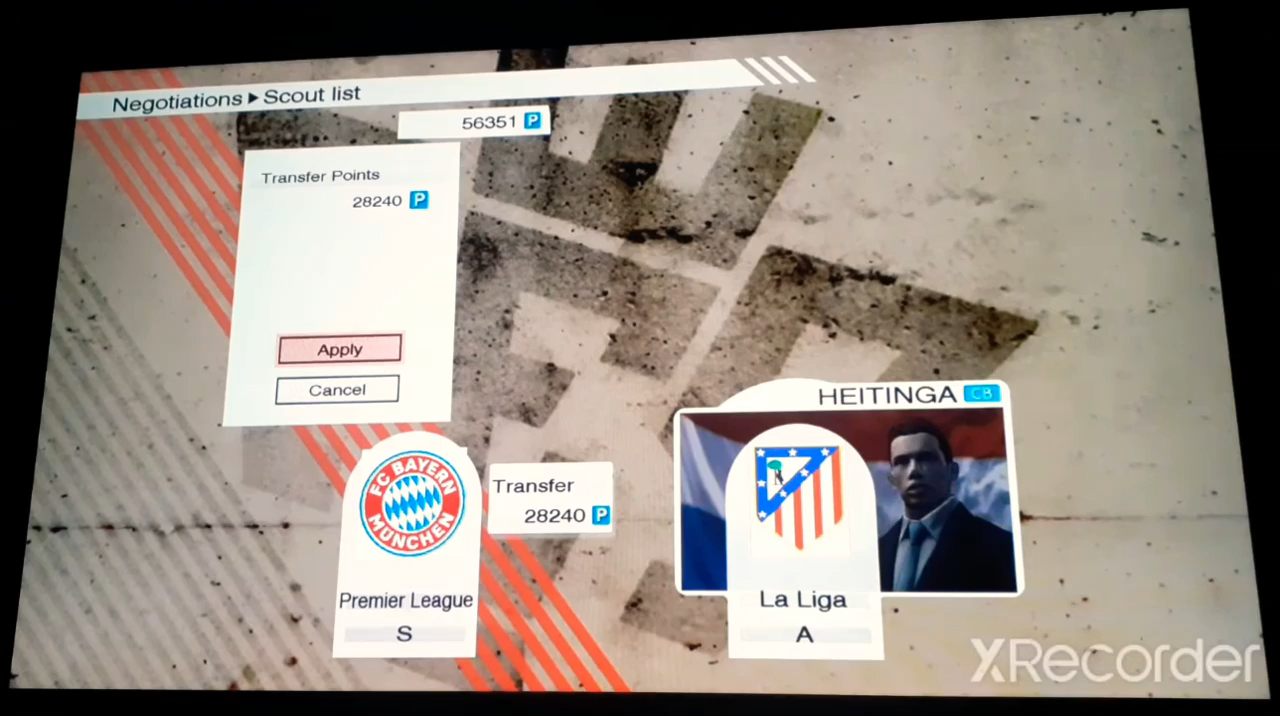 Negotiations ▸ Scout list
56351 P
Transfer Points
28240 P
Apply
Cancel
HEITINGA CB
FC BAYERN
MÜNCHEN
Transfer
28240 P
Premier League
S
La Liga
A
XRecorder